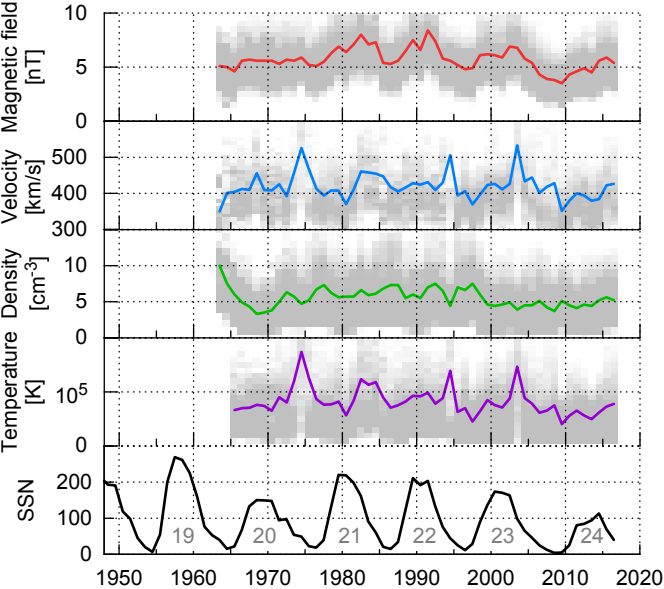 Magnetic field
[nT]
10
5
0
Velocity
[km/s]
500
400
300
Density
[cm⁻³]
10
5
0
Temperature
[K]
10⁵
0
SSN
200
100
0
19 20 21 22 23 24
1950 1960 1970 1980 1990 2000 2010 2020